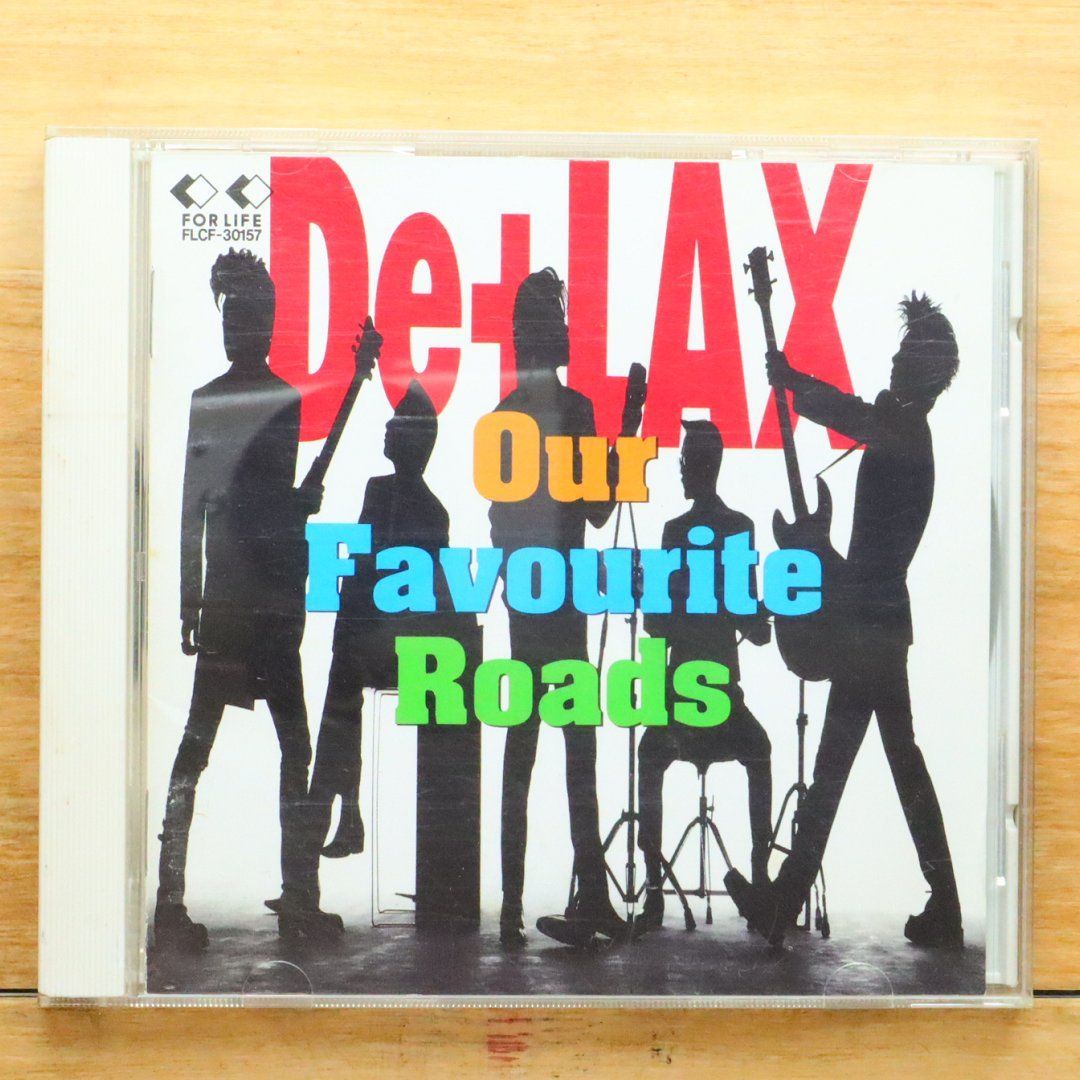 FOR LIFE
FLCF-30157
De+LAX
Our
Favourite
Roads